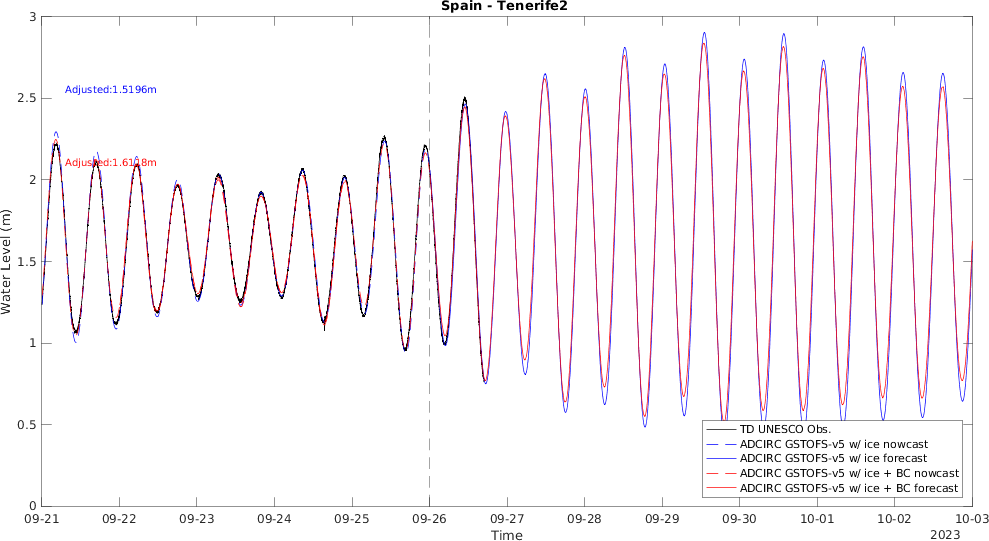 Spain - Tenerife2
3
2.5
2
1.5
1
0.5
0
Water Level (m)
Adjusted:1.5196m
Adjusted:1.6118m
TD UNESCO Obs.
ADCIRC GSTOFS-v5 w/ ice nowcast
ADCIRC GSTOFS-v5 w/ ice forecast
ADCIRC GSTOFS-v5 w/ ice + BC nowcast
ADCIRC GSTOFS-v5 w/ ice + BC forecast
09-21 09-22 09-23 09-24 09-25 09-26 09-27 09-28 09-29 09-30 10-01 10-02 10-03
Time
2023